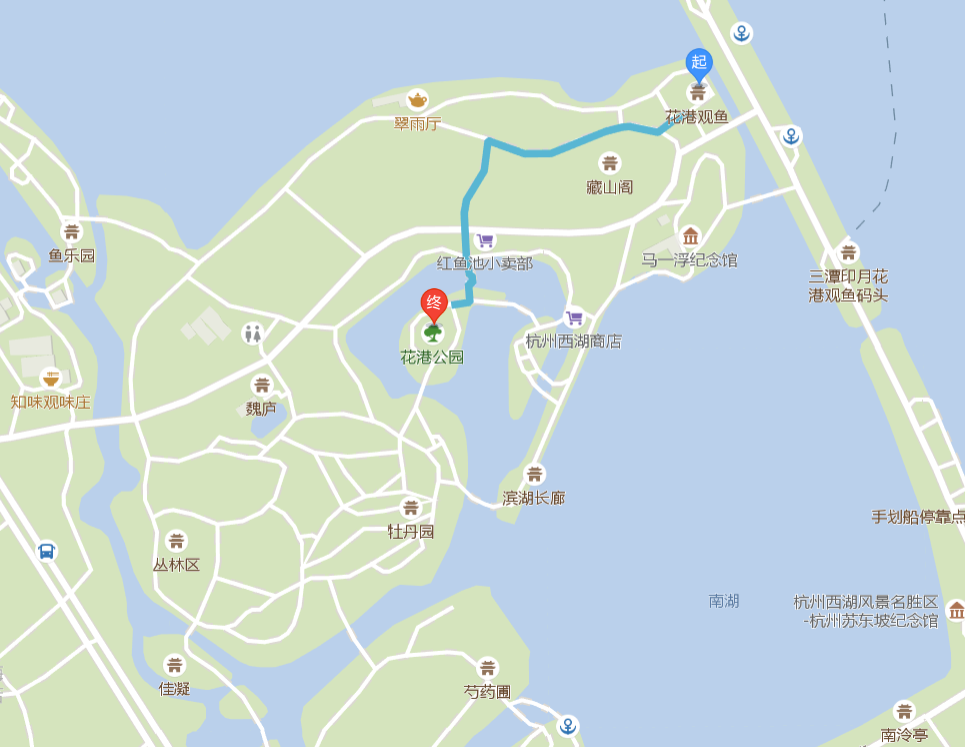 起
花港观鱼
翠雨厅
藏山阁
鱼乐园
红鱼池小卖部
马一浮纪念馆
三潭印月花
港观鱼码头
终
花港公园
杭州西湖商店
知味观味庄
魏庐
滨湖长廊
手划船停靠点
牡丹园
丛林区
南湖
杭州西湖风景名胜区
-杭州苏东坡纪念馆
佳凝
芍药圃
南泠亭